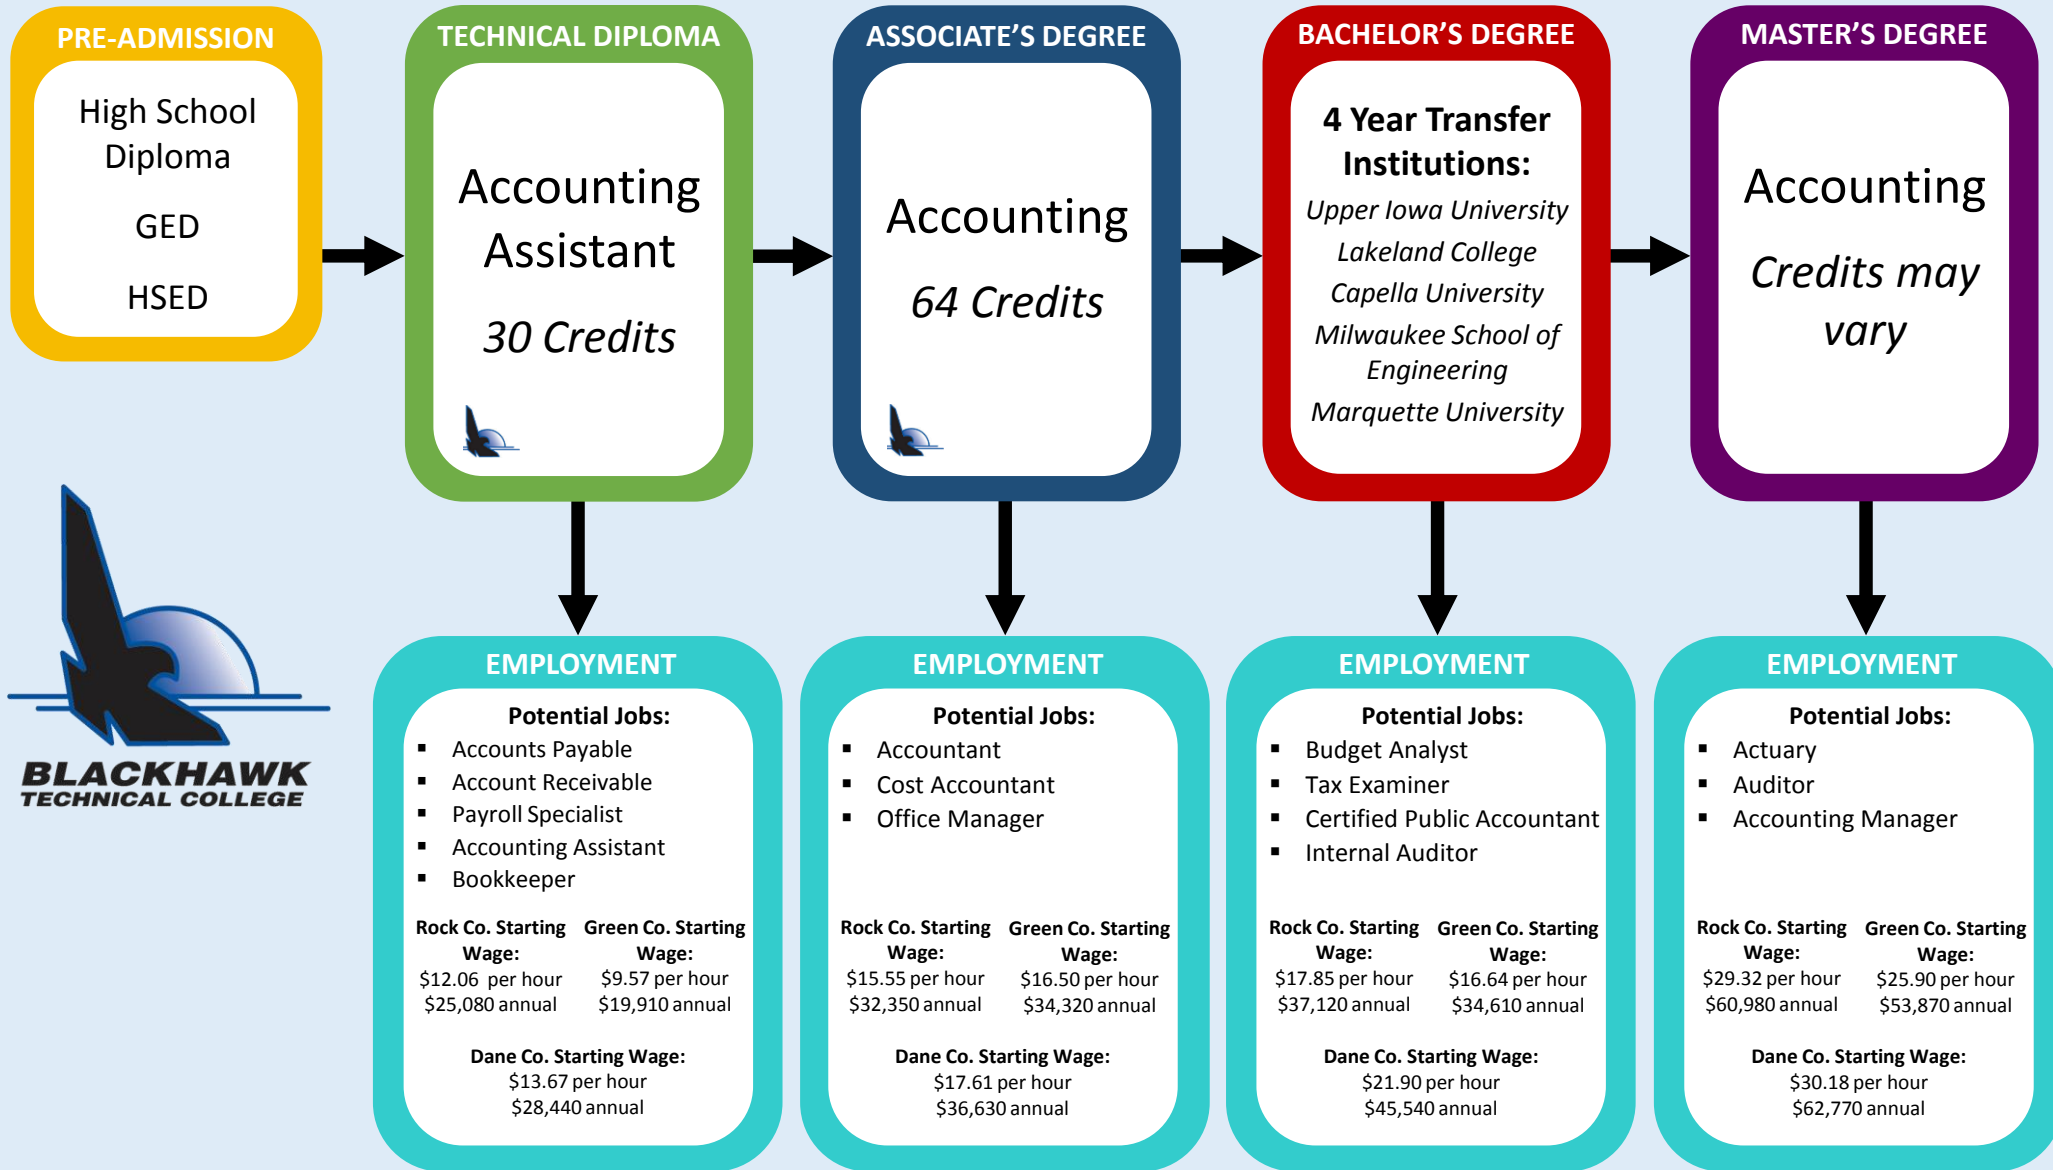 PRE-ADMISSION
High School
Diploma
GED
HSED
TECHNICAL DIPLOMA
Accounting
Assistant
30 Credits
ASSOCIATE'S DEGREE
Accounting
64 Credits
BACHELOR'S DEGREE
4 Year Transfer
Institutions:
Upper Iowa University
Lakeland College
Capella University
Milwaukee School of
Engineering
Marquette University
MASTER'S DEGREE
Accounting
Credits may
vary
BLACKHAWK
TECHNICAL COLLEGE
EMPLOYMENT
Potential Jobs:
▪ Accounts Payable
▪ Account Receivable
▪ Payroll Specialist
▪ Accounting Assistant
▪ Bookkeeper
Rock Co. Starting
Wage:
$12.06 per hour
$25,080 annual
Green Co. Starting
Wage:
$9.57 per hour
$19,910 annual
Dane Co. Starting Wage:
$13.67 per hour
$28,440 annual
EMPLOYMENT
Potential Jobs:
▪ Accountant
▪ Cost Accountant
▪ Office Manager
Rock Co. Starting
Wage:
$15.55 per hour
$32,350 annual
Green Co. Starting
Wage:
$16.50 per hour
$34,320 annual
Dane Co. Starting Wage:
$17.61 per hour
$36,630 annual
EMPLOYMENT
Potential Jobs:
▪ Budget Analyst
▪ Tax Examiner
▪ Certified Public Accountant
▪ Internal Auditor
Rock Co. Starting
Wage:
$17.85 per hour
$37,120 annual
Green Co. Starting
Wage:
$16.64 per hour
$34,610 annual
Dane Co. Starting Wage:
$21.90 per hour
$45,540 annual
EMPLOYMENT
Potential Jobs:
▪ Actuary
▪ Auditor
▪ Accounting Manager
Rock Co. Starting
Wage:
$29.32 per hour
$60,980 annual
Green Co. Starting
Wage:
$25.90 per hour
$53,870 annual
Dane Co. Starting Wage:
$30.18 per hour
$62,770 annual